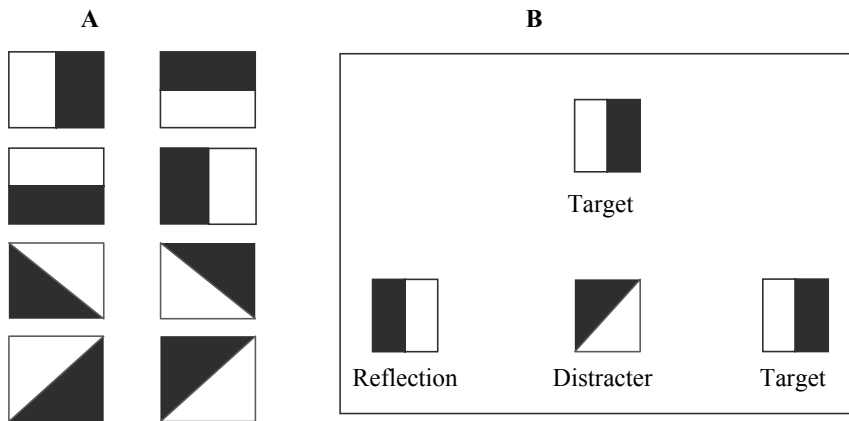 A
B
Target
Reflection
Distracter
Target